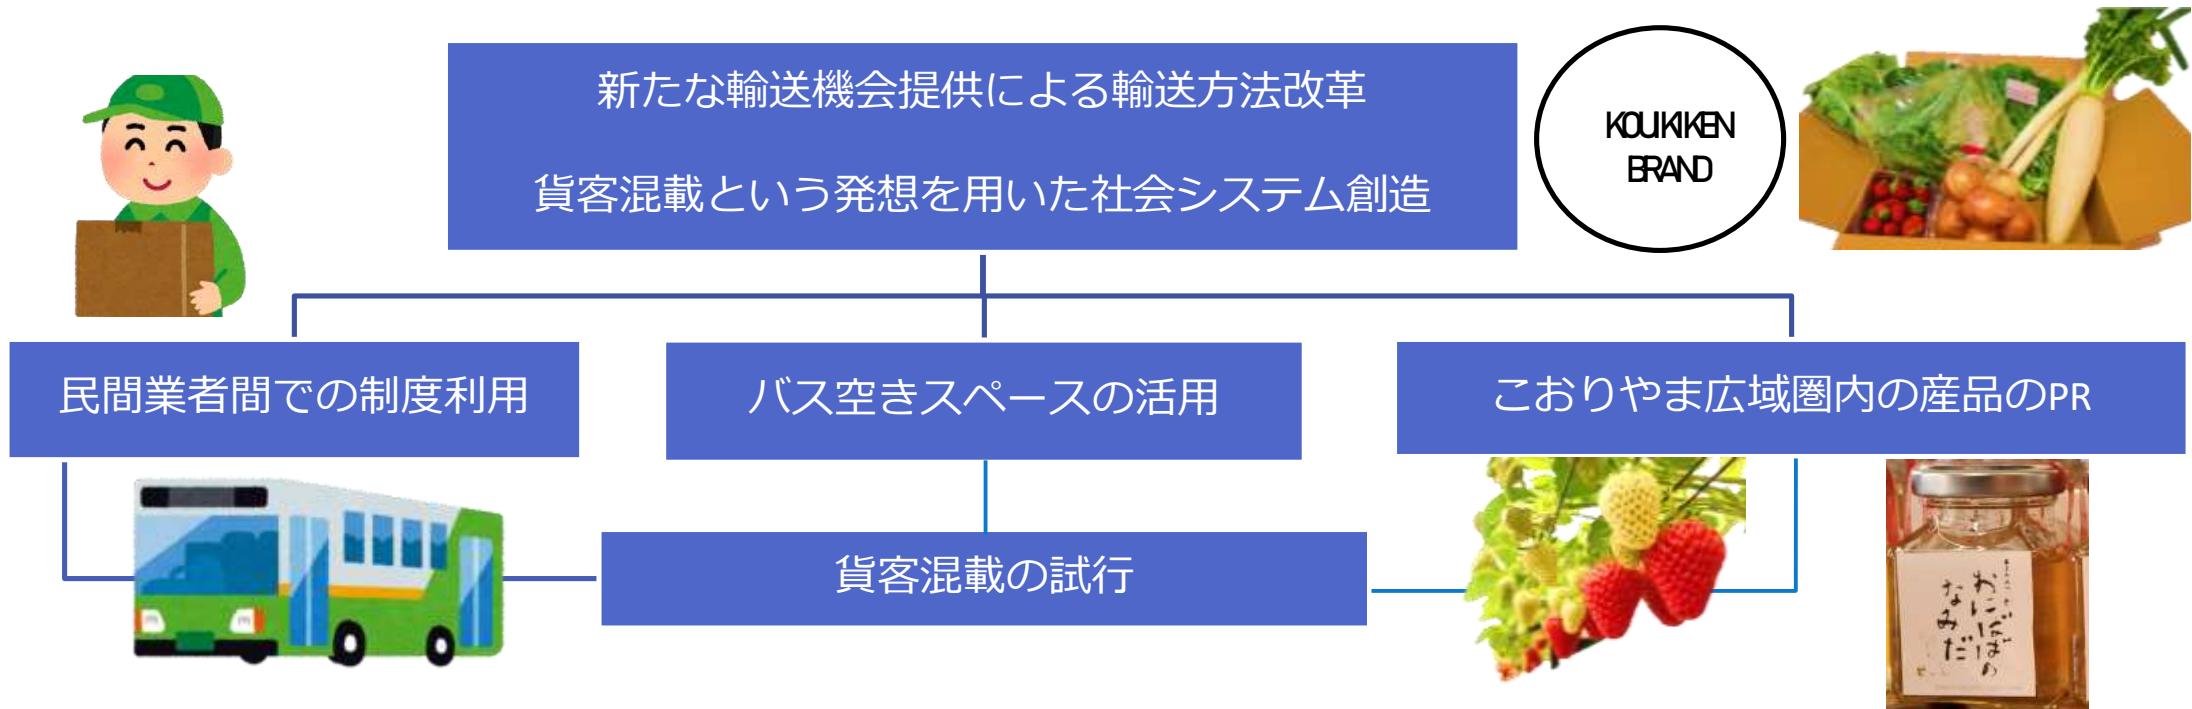 新たな輸送機会提供による輸送方法改革
貨客混載という発想を用いた社会システム創造
KOUIKIKEN
BRAND
民間業者間での制度利用
バス空きスペースの活用
こおりやま広域圏内の産品のPR
貨客混載の試行
おにばばの
なみだ